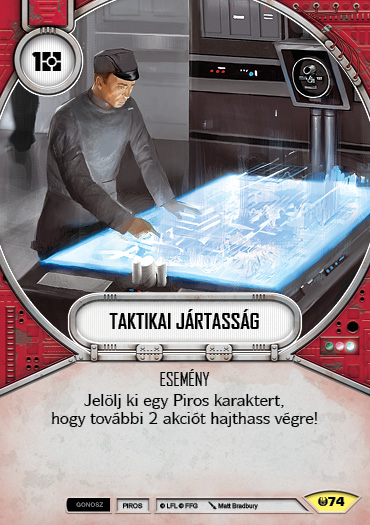 1
TAKTIKAI JÁRTASSÁG
ESEMÉNY
Jelölj ki egy Piros karaktert,
hogy további 2 akciót hajthass végre!
GONOSZ PIROS © LFL © FFG Matt Bradbury 74